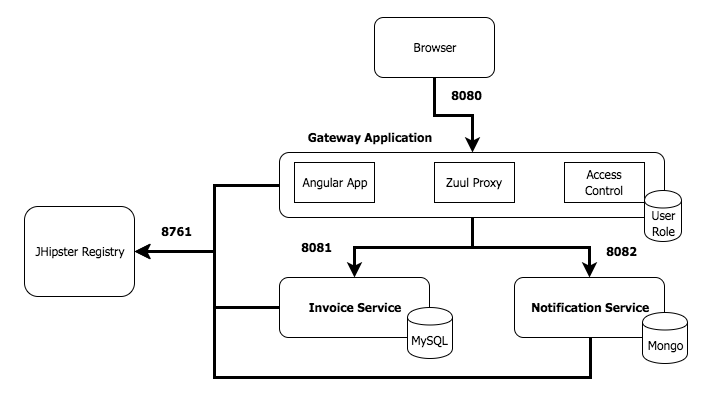 Browser
8080
Gateway Application
Angular App
Zuul Proxy
Access
Control
User
Role
8761
JHipster Registry
8081
8082
Invoice Service
MySQL
Notification Service
Mongo